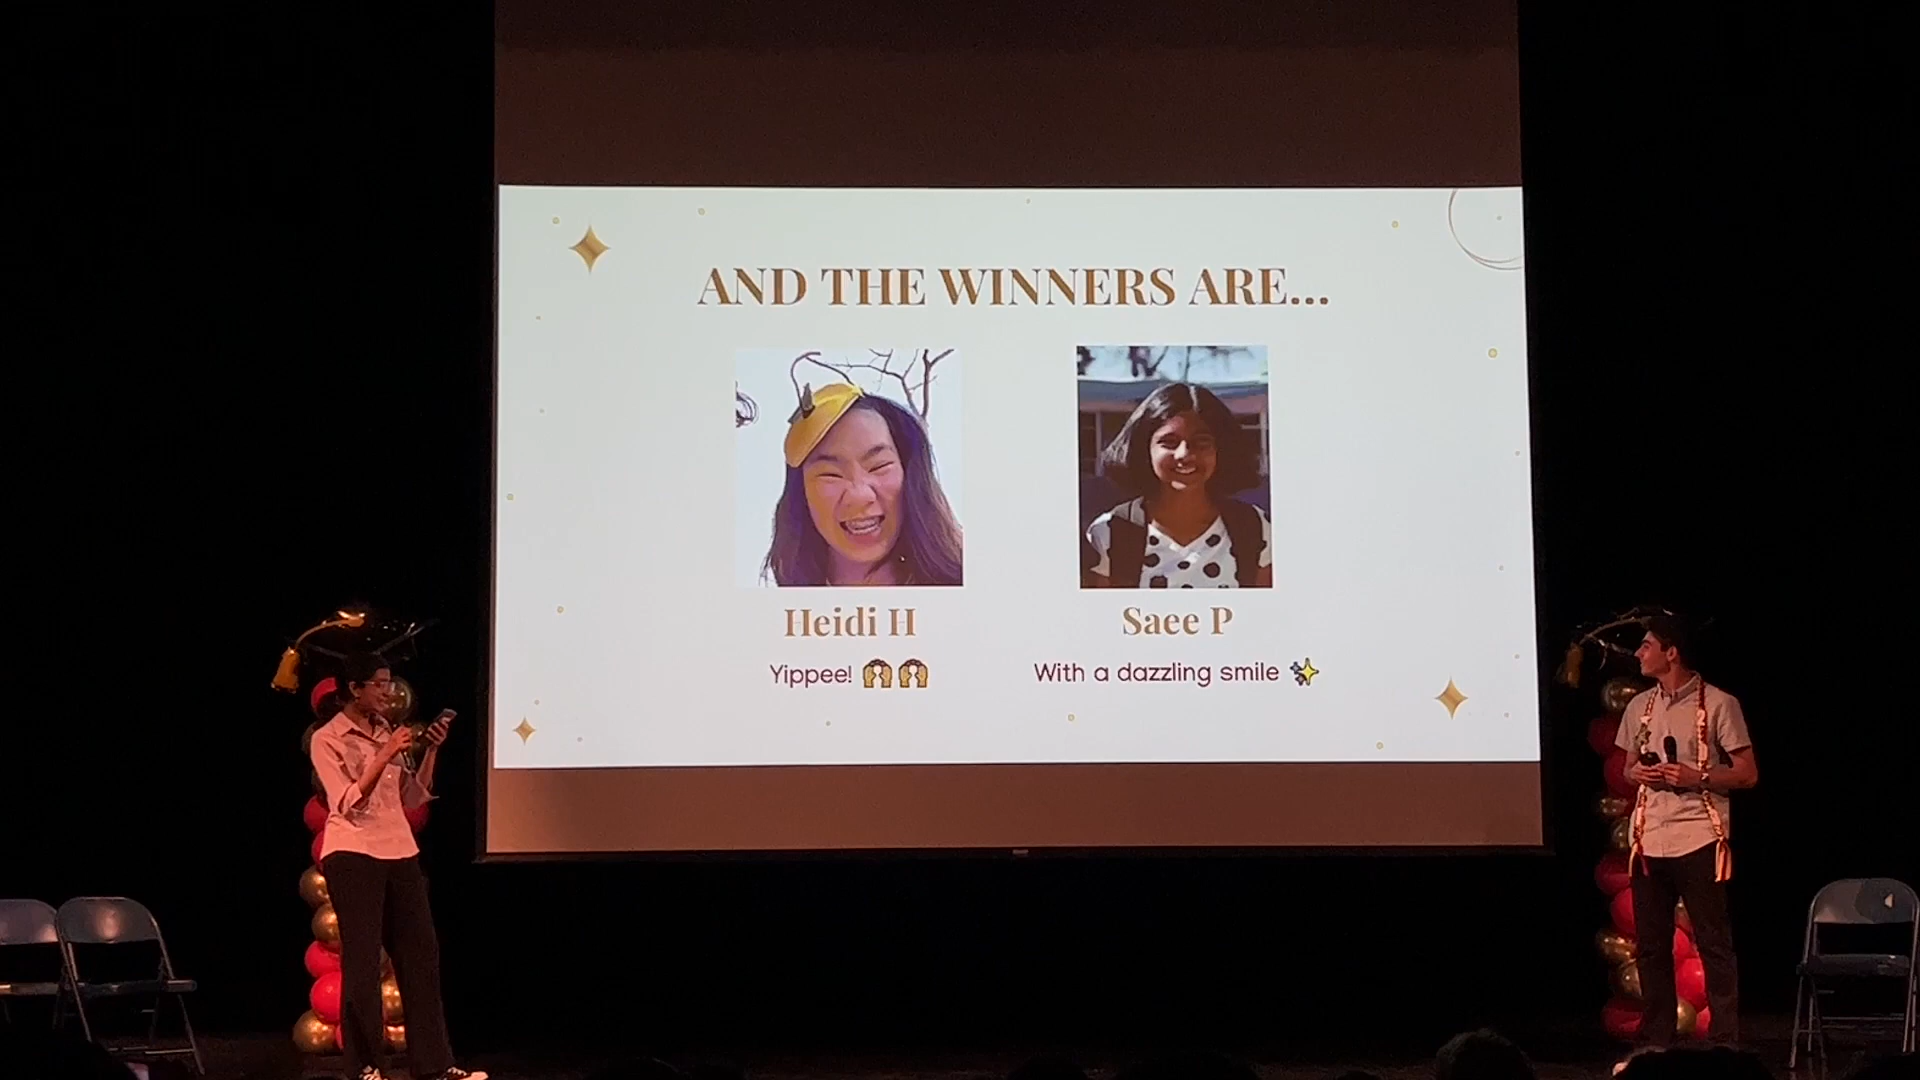 AND THE WINNERS ARE...
Heidi H
Saee P
Yippee! 🙌🙌
With a dazzling smile ✨